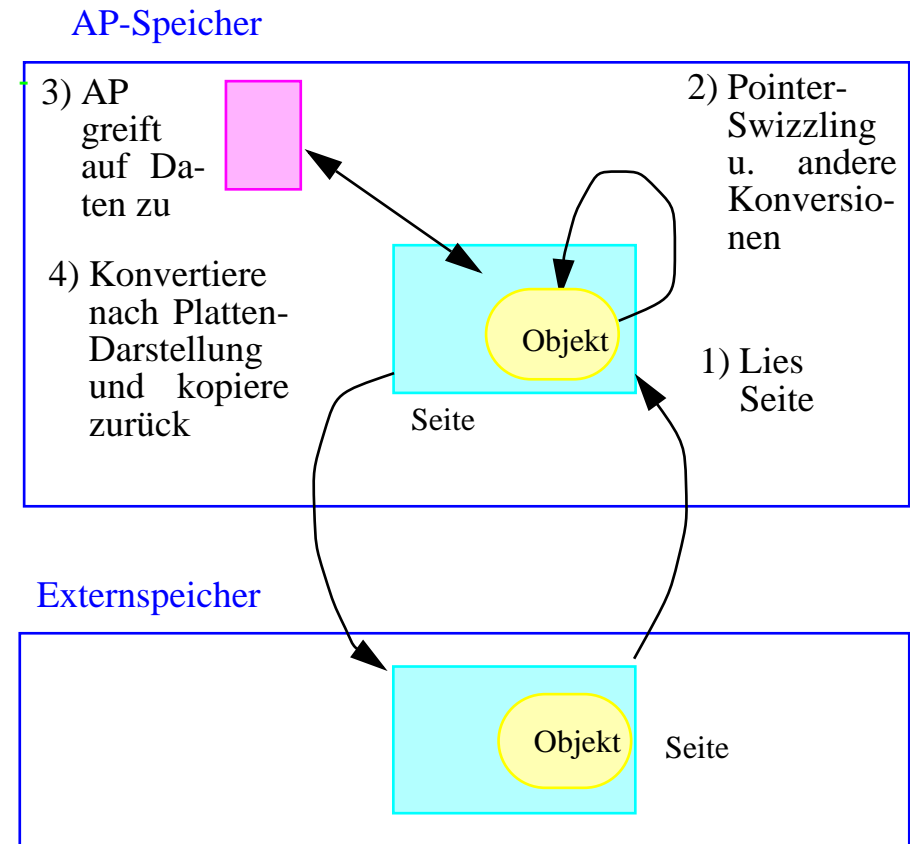 AP-Speicher
3) AP
greift
auf Da-
ten zu
2) Pointer-
Swizzling
u. andere
Konversio-
nen
4) Konvertiere
nach Platten-
Darstellung
und kopiere
zurück
Objekt
1) Lies
Seite
Seite
Externspeicher
Objekt
Seite